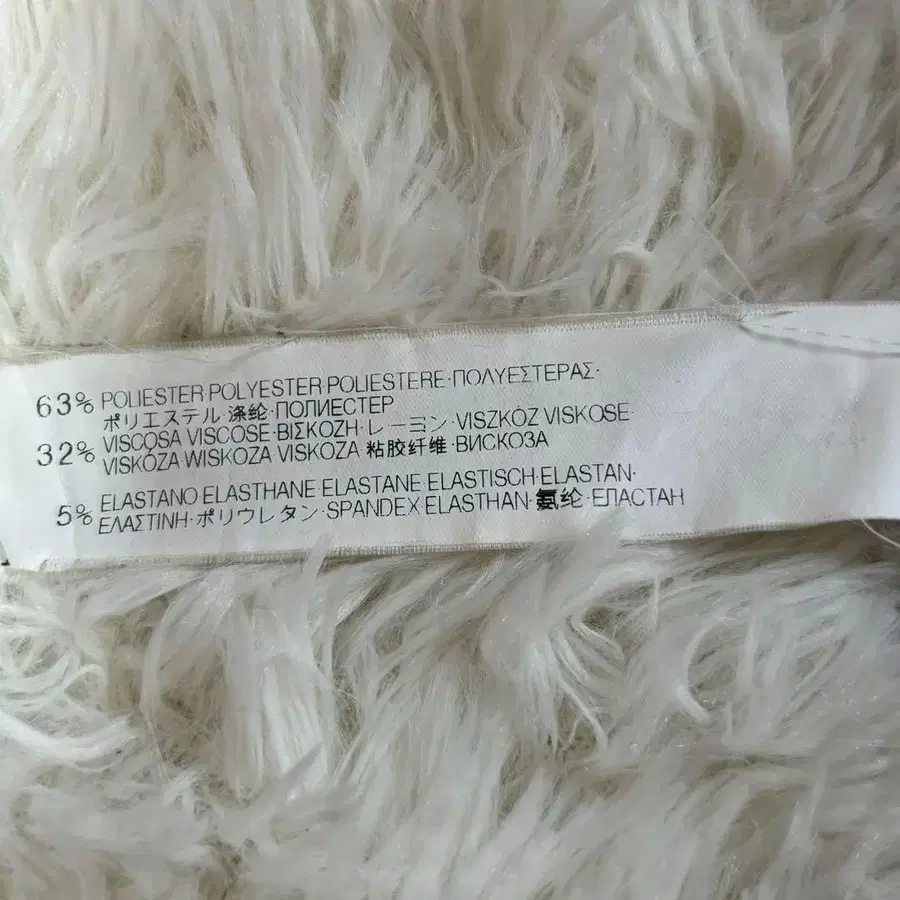 63% POLIESTER·POLYESTER·POLIESTERE·ΠΟΛΥΕΣΤΕΡΑΣ·
ポリエステル·涤纶·ПОЛИЕСТЕР
32% VISCOSA VISCOSE·ΒΙΣΚΟΖΗ·レーヨン·VISZKÓZ VISKOSE·
VISKÓZA WISKOZA VISKOZA·粘胶纤维·ВИСКОЗА
5% ELASTANO ELASTHANE ELASTANE ELASTISCH ELASTAN·
ΕΛΑΣΤΙΝΗ·ポリウレタン·SPANDEX ELASTHAN·氨纶·ЕЛАСТАН